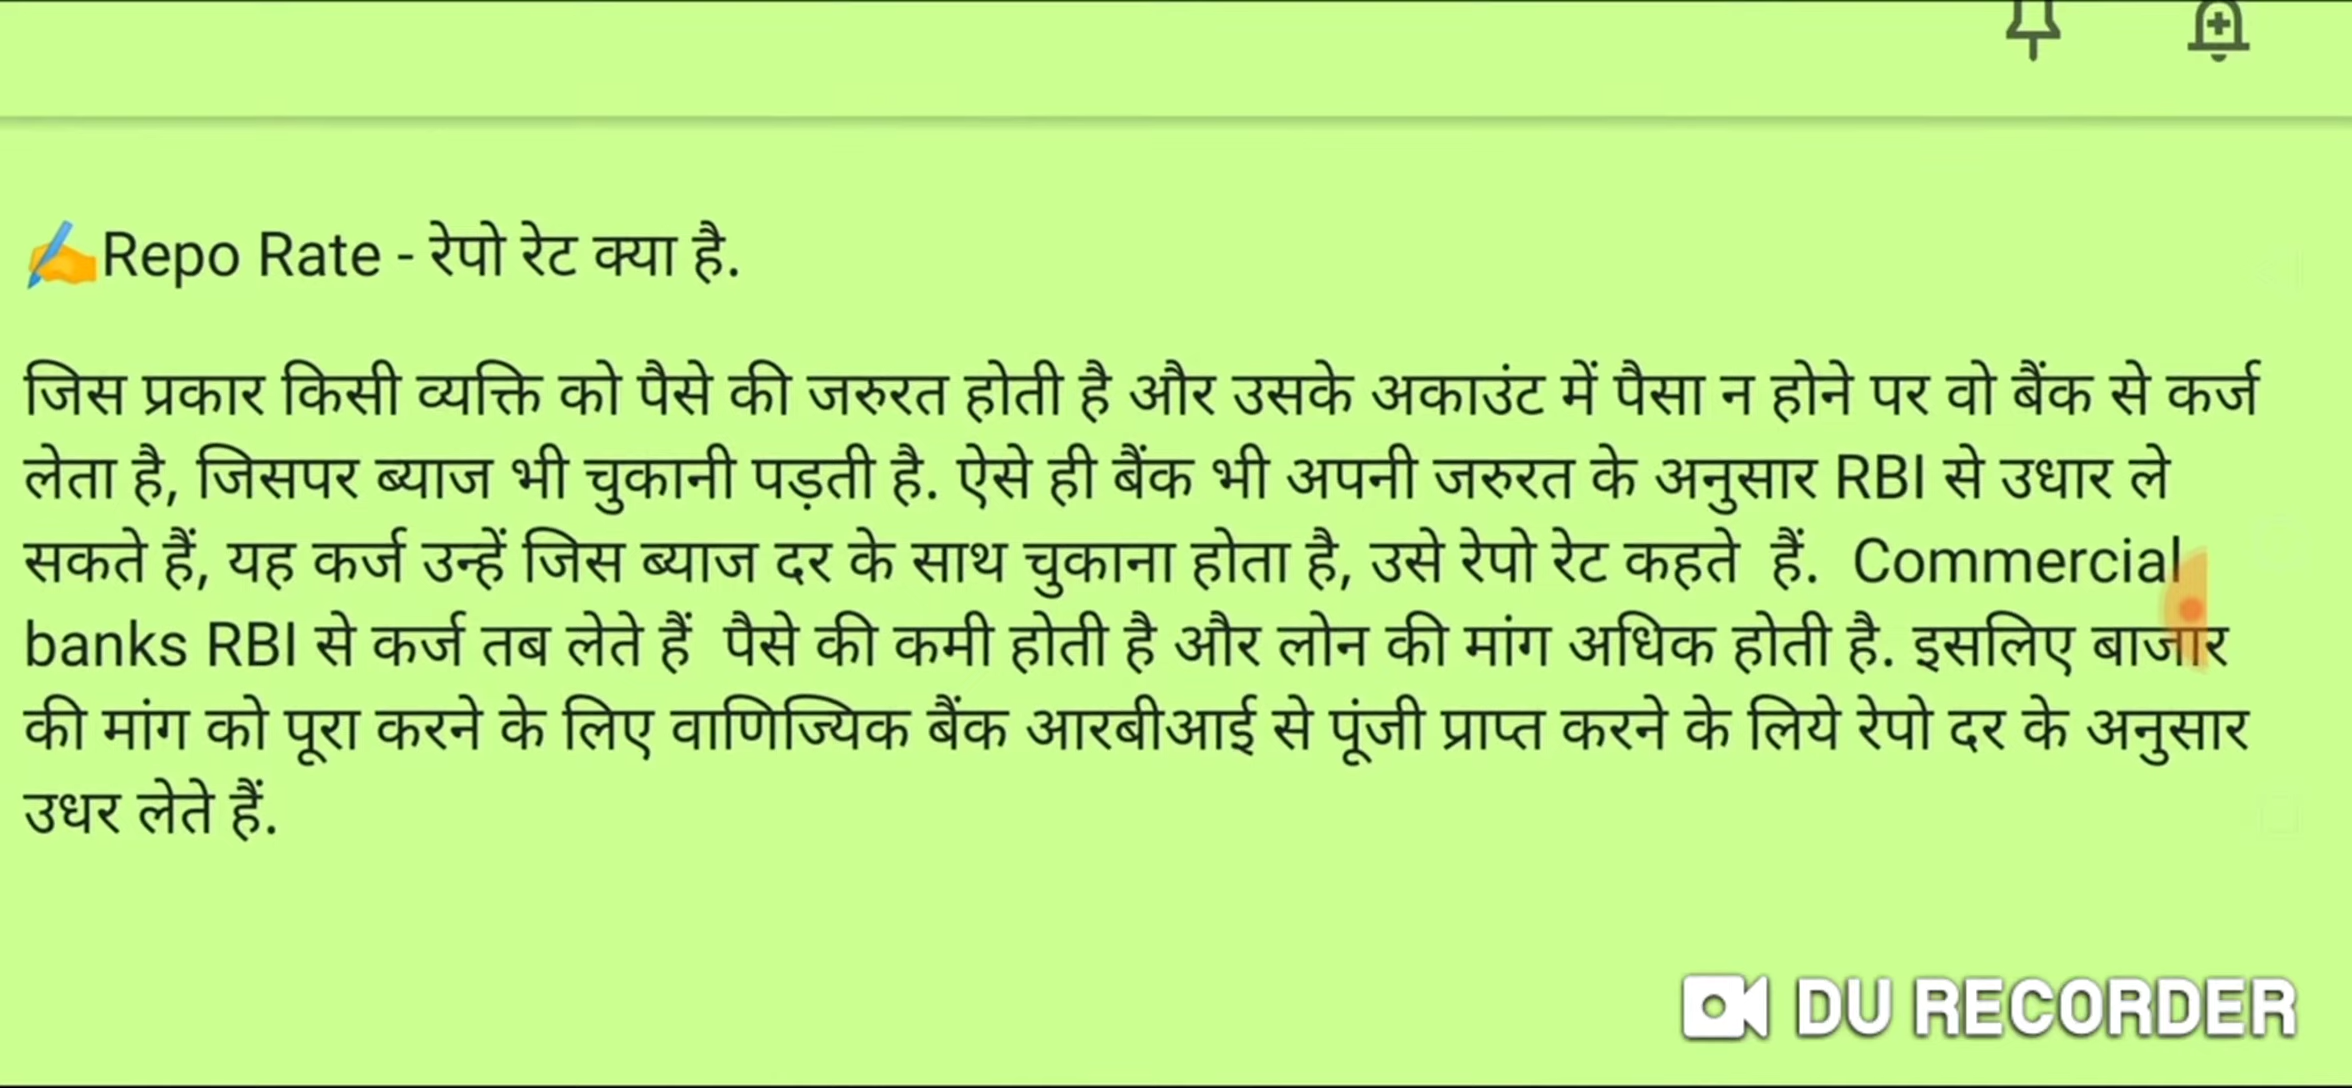 ✍Repo Rate - रेपो रेट क्या है.
जिस प्रकार किसी व्यक्ति को पैसे की जरुरत होती है और उसके अकाउंट में पैसा न होने पर वो बैंक से कर्ज
लेता है, जिसपर ब्याज भी चुकानी पड़ती है. ऐसे ही बैंक भी अपनी जरुरत के अनुसार RBI से उधार ले
सकते हैं, यह कर्ज उन्हें जिस ब्याज दर के साथ चुकाना होता है, उसे रेपो रेट कहते  हैं.  Commercial
banks RBI से कर्ज तब लेते हैं  पैसे की कमी होती है और लोन की मांग अधिक होती है. इसलिए बाजार
की मांग को पूरा करने के लिए वाणिज्यिक बैंक आरबीआई से पूंजी प्राप्त करने के लिये रेपो दर के अनुसार
उधर लेते हैं.
DU RECORDER